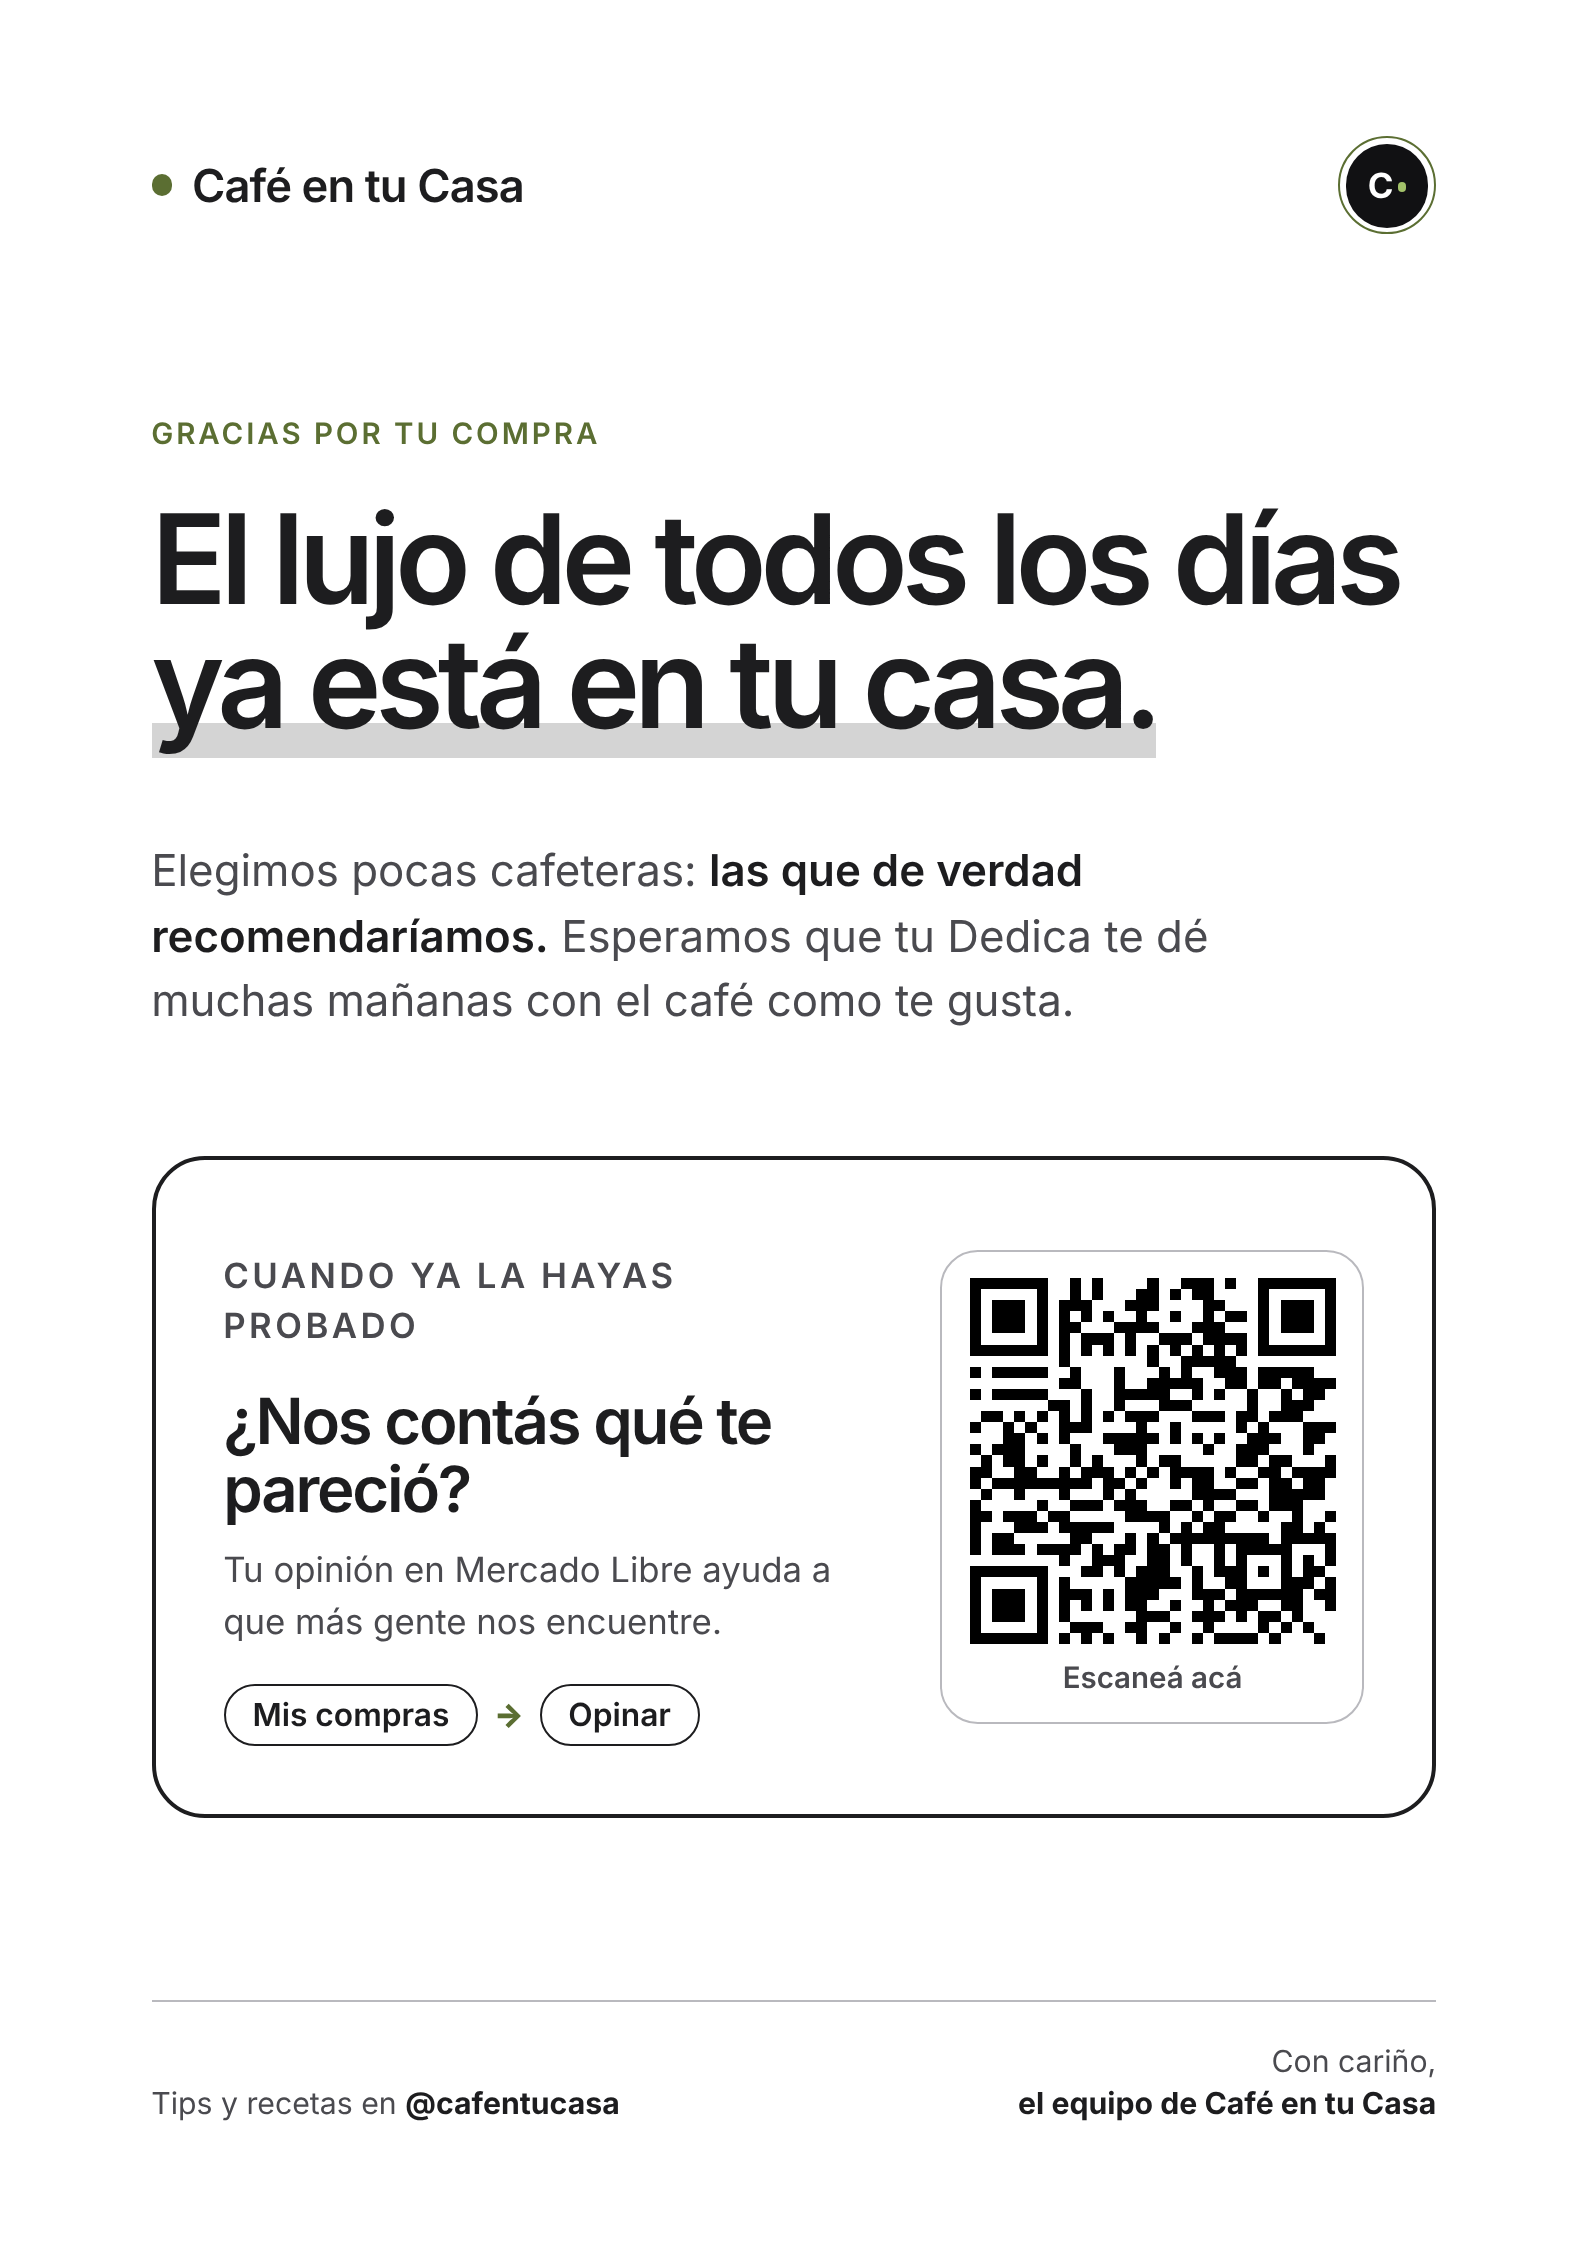 Café en tu Casa
C
GRACIAS POR TU COMPRA
El lujo de todos los días
ya está en tu casa.
Elegimos pocas cafeteras: las que de verdad
recomendaríamos. Esperamos que tu Dedica te dé
muchas mañanas con el café como te gusta.
CUANDO YA LA HAYAS
PROBADO
¿Nos contás qué te
pareció?
Tu opinión en Mercado Libre ayuda a
que más gente nos encuentre.
Mis compras → Opinar
Escaneá acá
Tips y recetas en @cafentucasa
Con cariño,
el equipo de Café en tu Casa